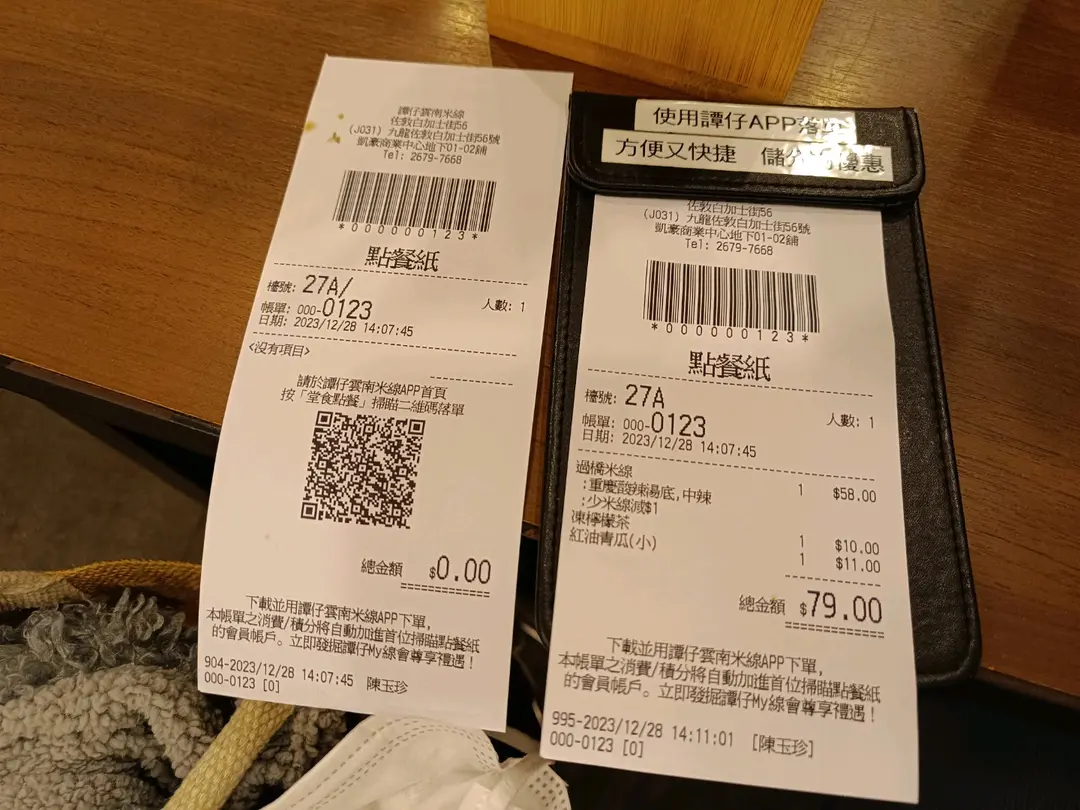 譚仔雲南米線
佐敦白加士街56
(J031) 九龍佐敦白加士街56號
凱豪商業中心地下01-02舖
Tel: 2679-7668
*000000123*
點餐紙
檯號: 27A/ 人數: 1
帳單: 000-0123
日期: 2023/12/28 14:07:45
<沒有項目>
請於譚仔雲南米線APP首頁
按「堂食點餐」掃瞄二維碼落單
總金額 $0.00
下載並用譚仔雲南米線APP下單,
本帳單之消費/積分將自動加進首位掃瞄點餐紙
的會員帳戶。立即發掘譚仔My線會尊享禮遇！
904-2023/12/28 14:07:45 陳玉珍
000-0123 [0]
使用譚仔APP落
方便又快捷 儲分 優惠
佐敦白加士街56
(J031) 九龍佐敦白加士街56號
凱豪商業中心地下01-02舖
Tel: 2679-7668
*000000123*
點餐紙
檯號: 27A 人數: 1
帳單: 000-0123
日期: 2023/12/28 14:07:45
過橋米線 1 $58.00
:重慶酸辣湯底,中辣
:少米線減$1
凍檸檬茶 1 $10.00
紅油青瓜(小) 1 $11.00
總金額 $79.00
下載並用譚仔雲南米線APP下單,
本帳單之消費/積分將自動加進首位掃瞄點餐紙
的會員帳戶。立即發掘譚仔My線會尊享禮遇！
995-2023/12/28 14:11:01 [陳玉珍]
000-0123 [0]